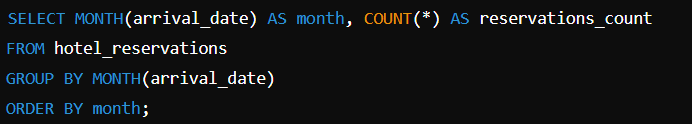 SELECT MONTH(arrival_date) AS month, COUNT(*) AS reservations_count
FROM hotel_reservations
GROUP BY MONTH(arrival_date)
ORDER BY month;